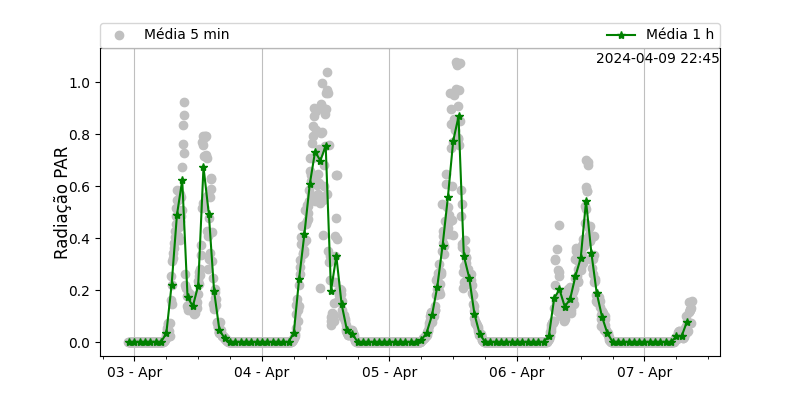 Média 5 min
Média 1 h
2024-04-09 22:45
Radiação PAR
1.0
0.8
0.6
0.4
0.2
0.0
03 - Apr
04 - Apr
05 - Apr
06 - Apr
07 - Apr